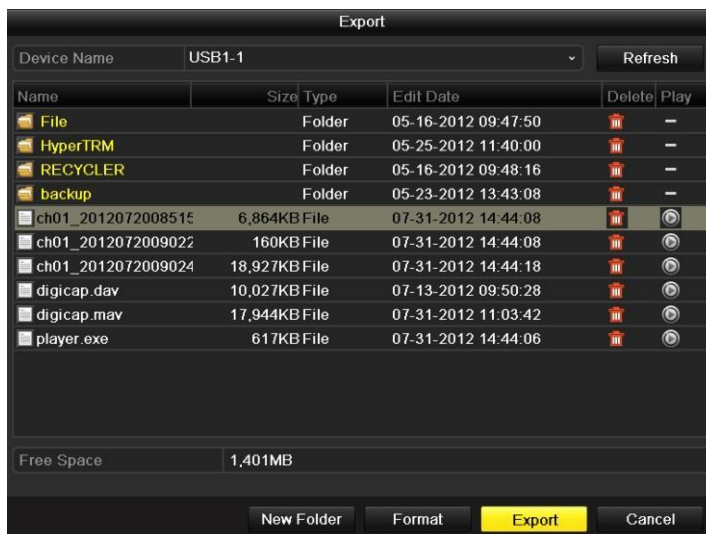 Export
Device Name USB1-1 Refresh
Name Size Type Edit Date Delete Play
File Folder 05-16-2012 09:47:50 –
HyperTRM Folder 05-25-2012 11:40:00 –
RECYCLER Folder 05-16-2012 09:48:16 –
backup Folder 05-23-2012 13:43:08 –
ch01_2012072008515 6,864KB File 07-31-2012 14:44:08
ch01_2012072009022 160KB File 07-31-2012 14:44:08
ch01_2012072009024 18,927KB File 07-31-2012 14:44:18
digicap.dav 10,027KB File 07-13-2012 09:50:28
digicap.mav 17,944KB File 07-31-2012 11:03:42
player.exe 617KB File 07-31-2012 14:44:06
Free Space 1,401MB
New Folder Format Export Cancel